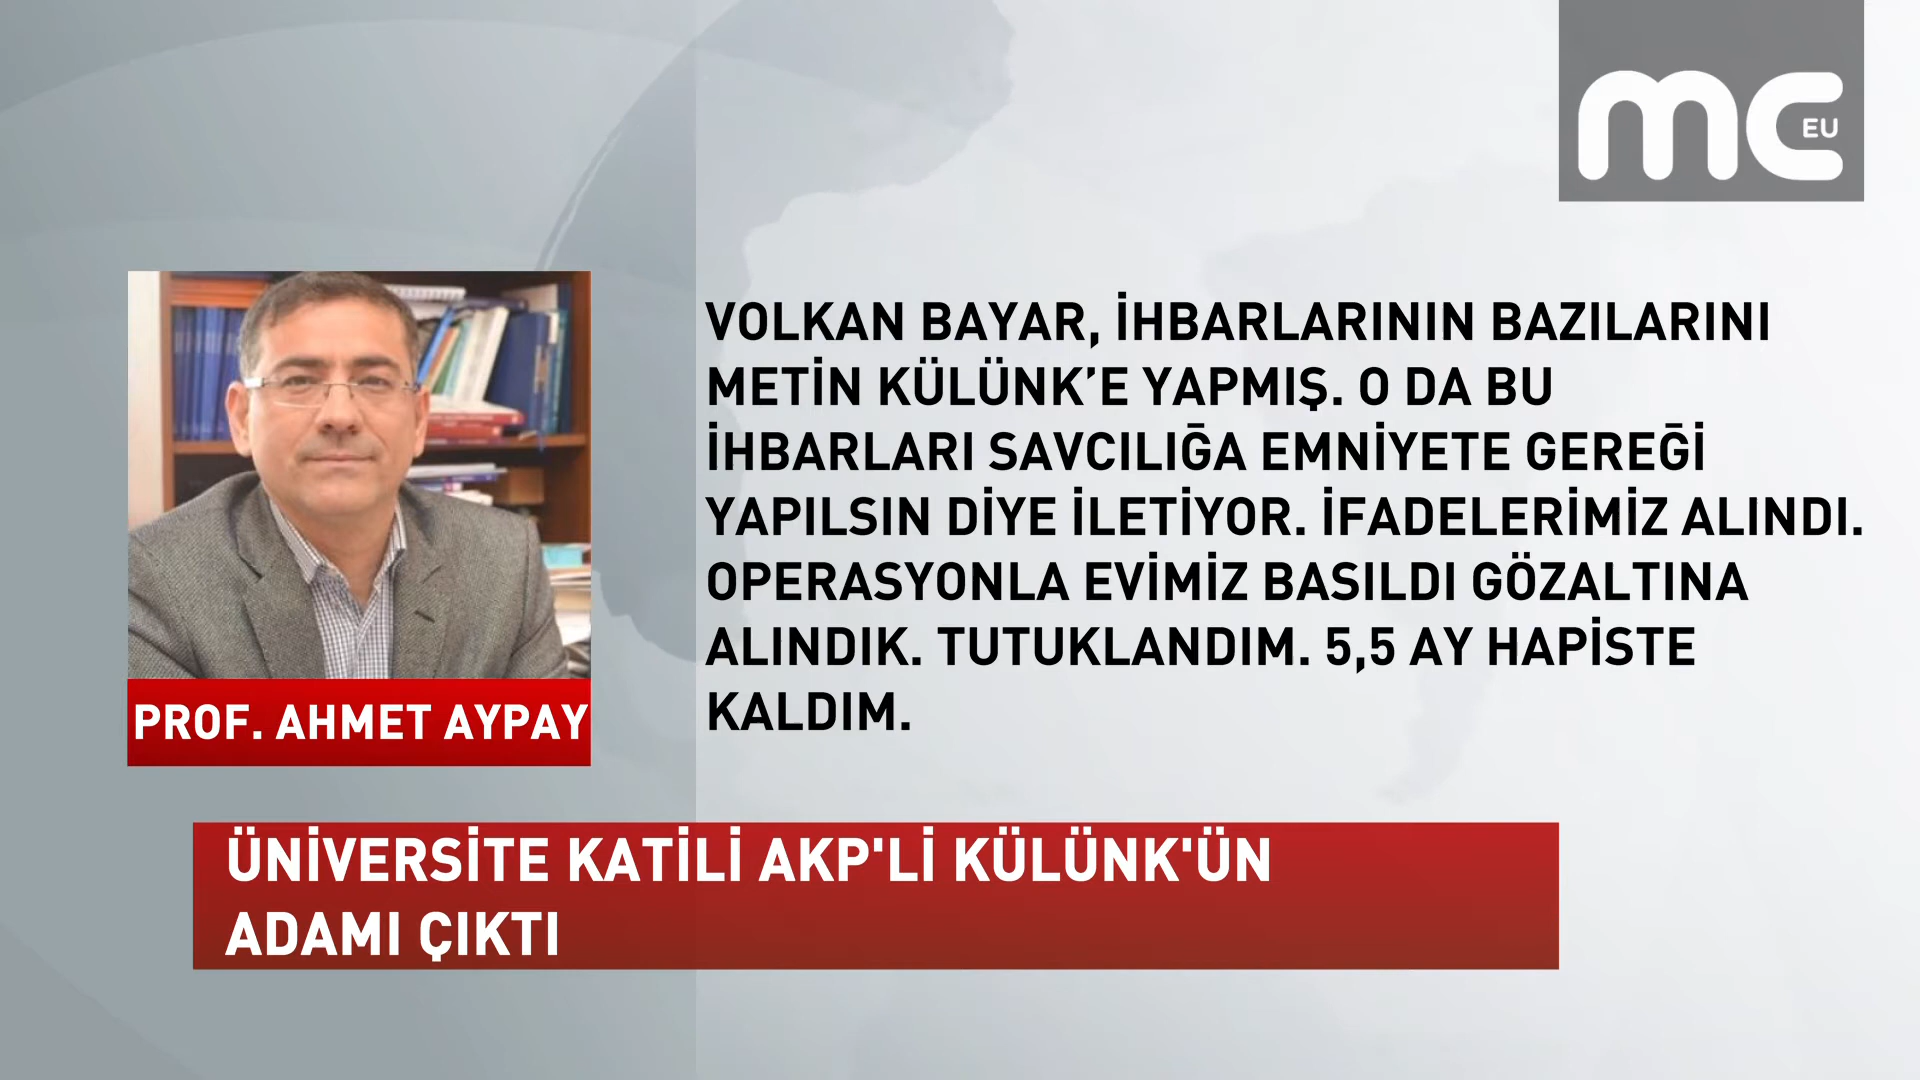 mc EU
VOLKAN BAYAR, İHBARLARININ BAZILARINI
METİN KÜLÜNK’E YAPMIŞ. O DA BU
İHBARLARI SAVCILIĞA EMNİYETE GEREĞİ
YAPILSIN DİYE İLETİYOR. İFADELERİMİZ ALINDI.
OPERASYONLA EVİMİZ BASILDI GÖZALTINA
ALINDIK. TUTUKLANDIM. 5,5 AY HAPİSTE
KALDIM.
PROF. AHMET AYPAY
ÜNİVERSİTE KATİLİ AKP'Lİ KÜLÜNK'ÜN
ADAMI ÇIKTI